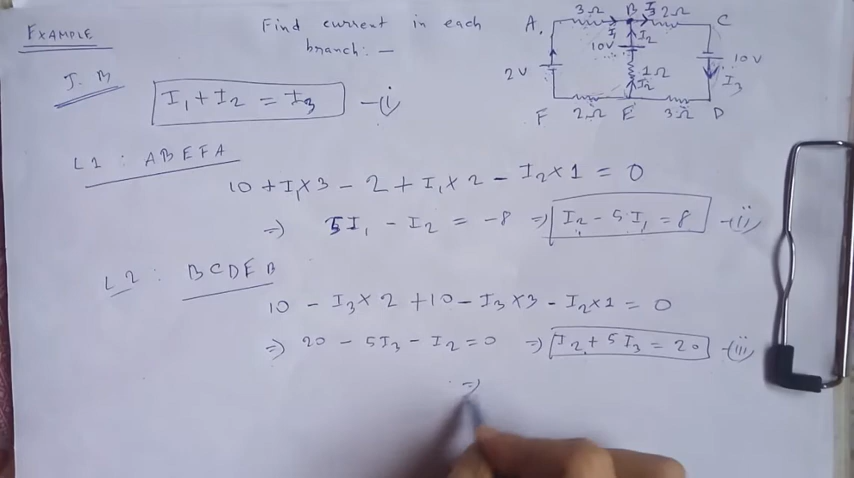 EXAMPLE
Find current in each
branch: —
J. B
I₁ + I₂ = I₃ —(i)
A. 3Ω B I₃ 2Ω C
I₁ I₂
10V
2V 1Ω 10V
I₂ I₃
F 2Ω E 3Ω D
L1 : ABEFA
10 + I₁×3 – 2 + I₁×2 – I₂×1 = 0
⇒ 5I₁ – I₂ = –8 ⇒ I₂ – 5I₁ = 8 —(ii)
L2 : BCDEB
10 – I₃×2 + 10 – I₃×3 – I₂×1 = 0
⇒ 20 – 5I₃ – I₂ = 0 ⇒ I₂ + 5I₃ = 20 —(iii)
⇒